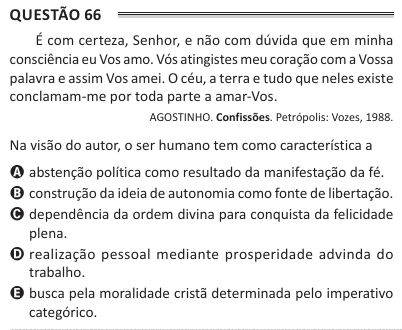 QUESTÃO 66
É com certeza, Senhor, e não com dúvida que em minha
consciência eu Vos amo. Vós atingistes meu coração com a Vossa
palavra e assim Vos amei. O céu, a terra e tudo que neles existe
conclamam-me por toda parte a amar-Vos.
AGOSTINHO. Confissões. Petrópolis: Vozes, 1988.
Na visão do autor, o ser humano tem como característica a
A abstenção política como resultado da manifestação da fé.
B construção da ideia de autonomia como fonte de libertação.
C dependência da ordem divina para conquista da felicidade
plena.
D realização pessoal mediante prosperidade advinda do
trabalho.
E busca pela moralidade cristã determinada pelo imperativo
categórico.